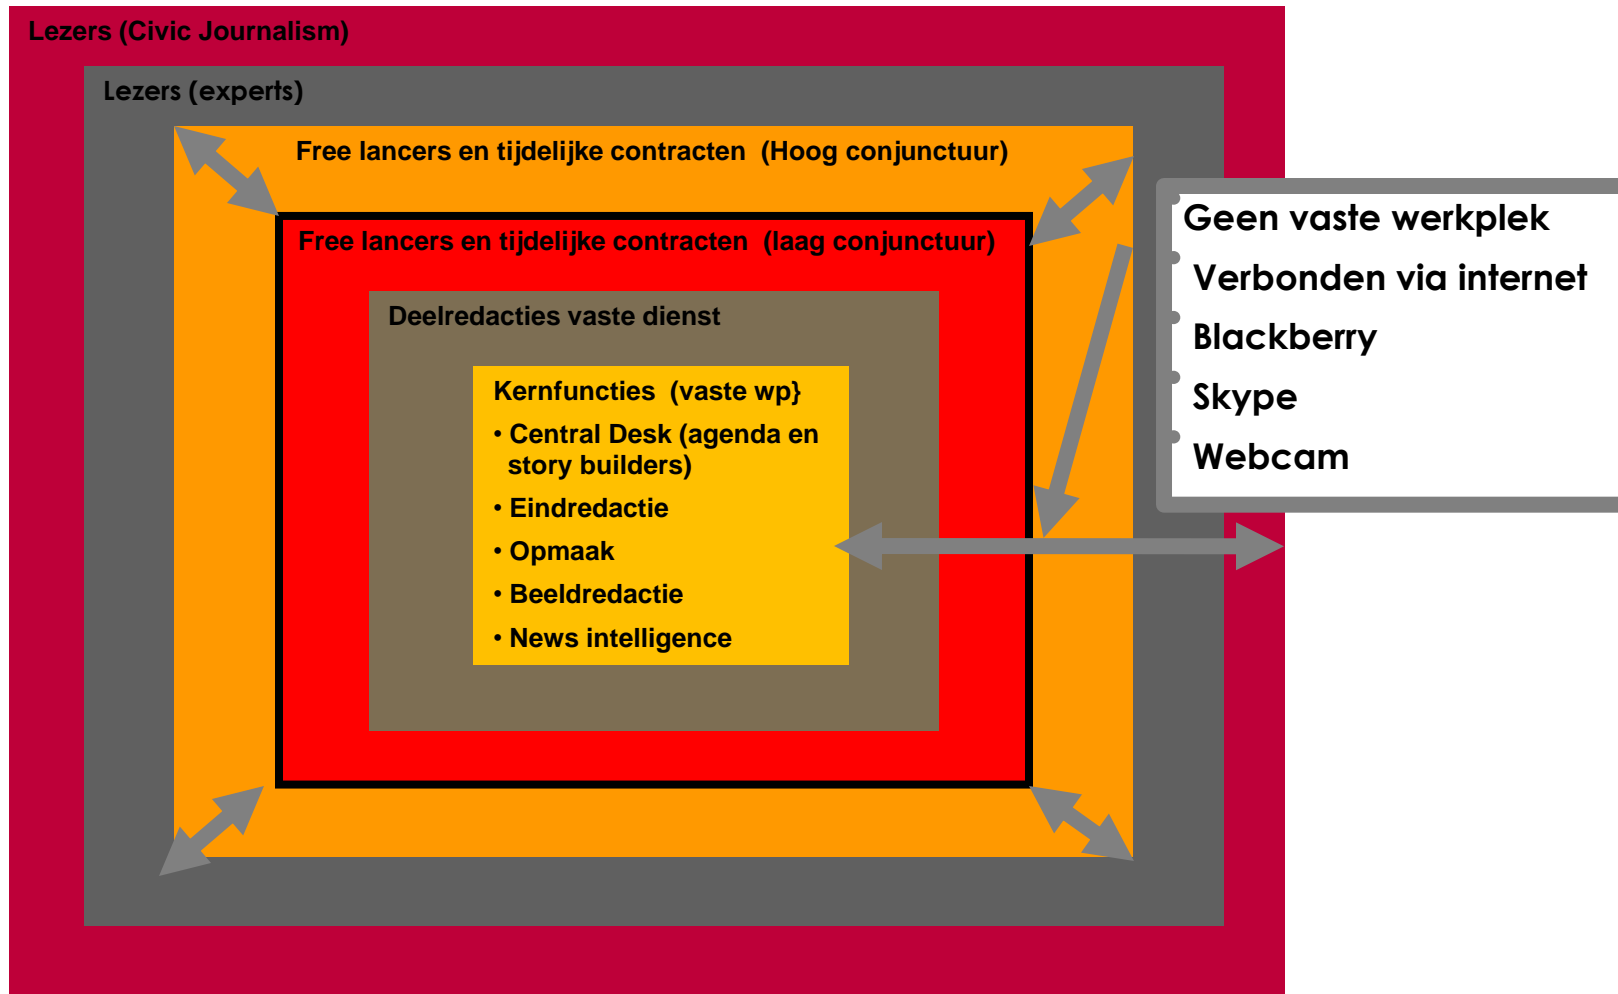 Lezers (Civic Journalism)
Lezers (experts)
Free lancers en tijdelijke contracten  (Hoog conjunctuur)
Free lancers en tijdelijke contracten  (laag conjunctuur)
Deelredacties vaste dienst
Kernfuncties  (vaste wp}
• Central Desk (agenda en
story builders)
• Eindredactie
• Opmaak
• Beeldredactie
• News intelligence
• Geen vaste werkplek
• Verbonden via internet
• Blackberry
• Skype
• Webcam